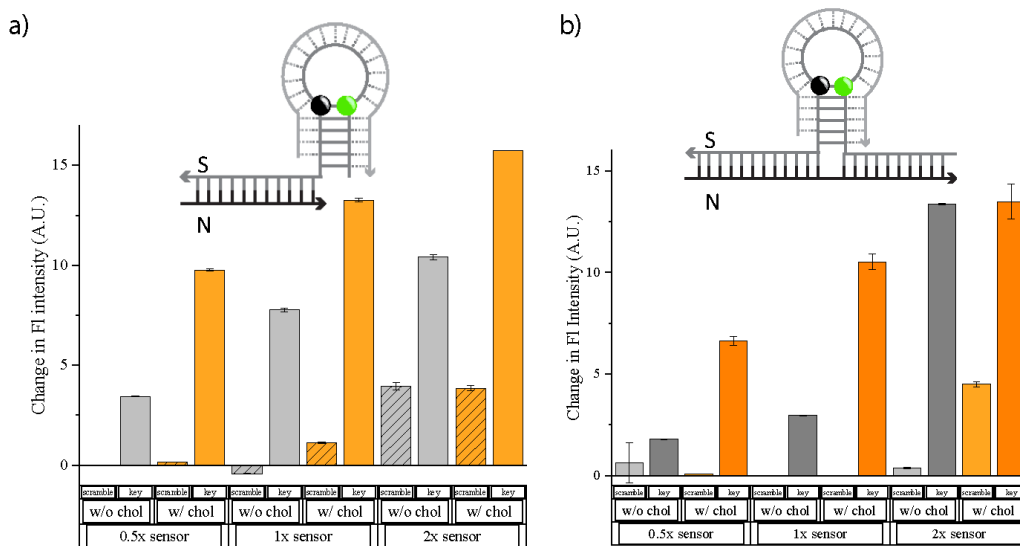 a)
S
N
Change in Fl intensity (A.U.)
15
10
5
0
scramble key scramble key scramble key scramble key scramble key scramble key
w/o chol w/ chol w/o chol w/ chol w/o chol w/ chol
0.5x sensor 1x sensor 2x sensor
b)
S
N
Change in Fl Intensity (A.U.)
15
10
5
0
scramble key scramble key scramble key scramble key scramble key scramble key
w/o chol w/ chol w/o chol w/ chol w/o chol w/ chol
0.5x sensor 1x sensor 2x sensor